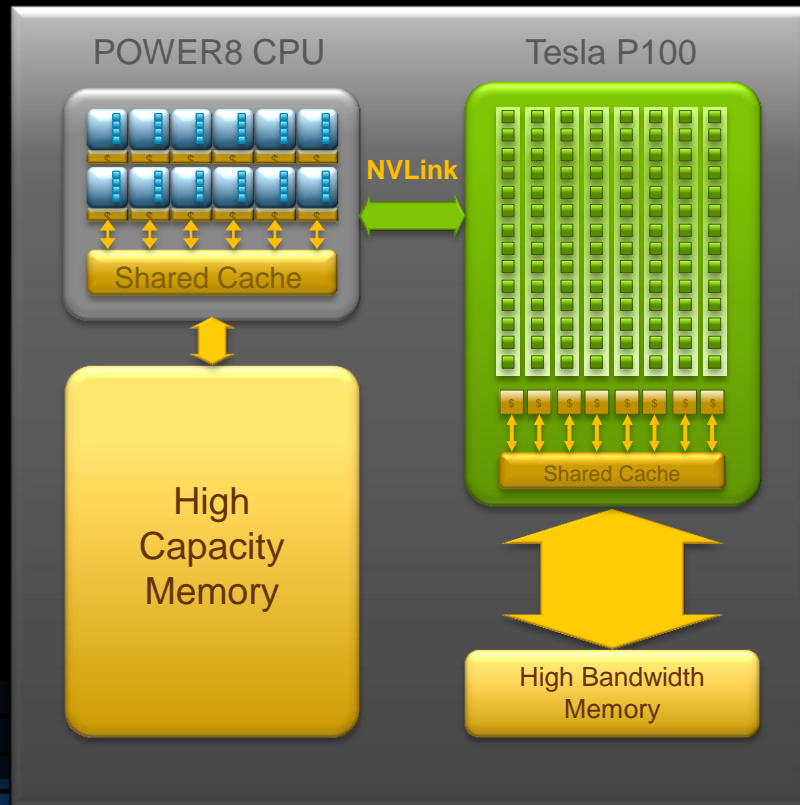 POWER8 CPU
Tesla P100
$ $ $ $ $ $
$ $ $ $ $ $
NVLink
Shared Cache
$ $ $ $ $ $ $ $
Shared Cache
High
Capacity
Memory
High Bandwidth
Memory